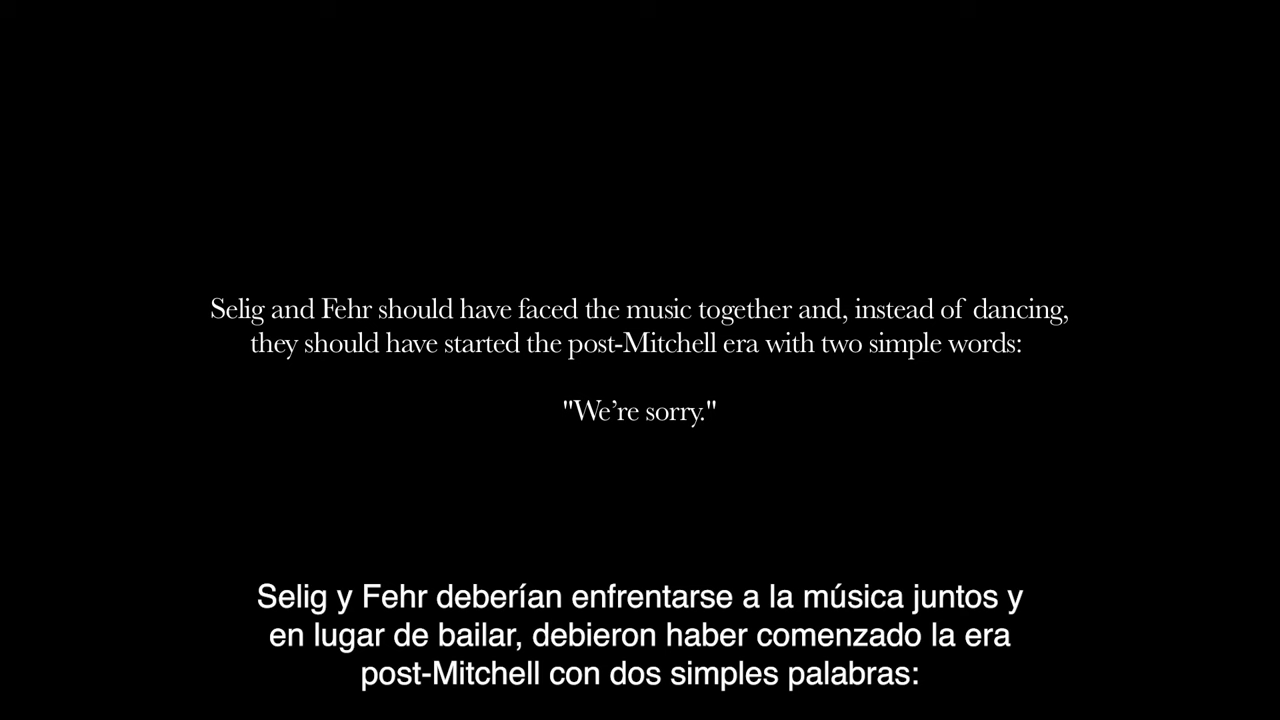 Selig and Fehr should have faced the music together and, instead of dancing,
they should have started the post-Mitchell era with two simple words:
"We’re sorry."
Selig y Fehr deberían enfrentarse a la música juntos y
en lugar de bailar, debieron haber comenzado la era
post-Mitchell con dos simples palabras: